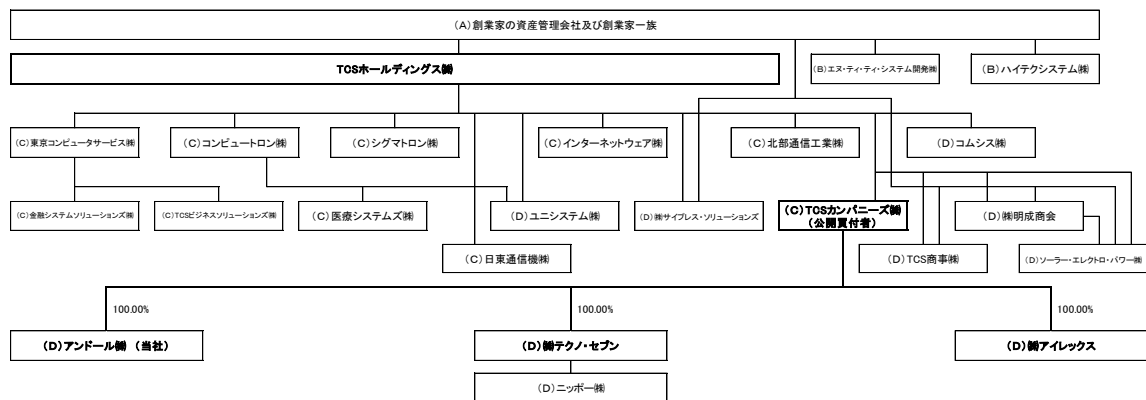 (A)創業家の資産管理会社及び創業家一族
TCSホールディングス㈱
(B)エヌ・ティ・ティ・システム開発㈱
(B)ハイテクシステム㈱
(C)東京コンピュータサービス㈱
(C)コンピュートロン㈱
(C)シグマトロン㈱
(C)インターネットウェア㈱
(C)北部通信工業㈱
(D)コムシス㈱
(C)金融システムソリューションズ㈱
(C)TCSビジネスソリューションズ㈱
(C)医療システムズ㈱
(D)ユニシステム㈱
(D)㈱サイプレス・ソリューションズ
(C)TCSカンパニーズ㈱
(公開買付者)
(D)㈱明成商会
(C)日東通信機㈱
(D)TCS商事㈱
(D)ソーラー・エレクトロ・パワー㈱
100.00%
100.00%
100.00%
(D)アンドール㈱ (当社)
(D)㈱テクノ・セブン
(D)㈱アイレックス
(D)ニッポー㈱